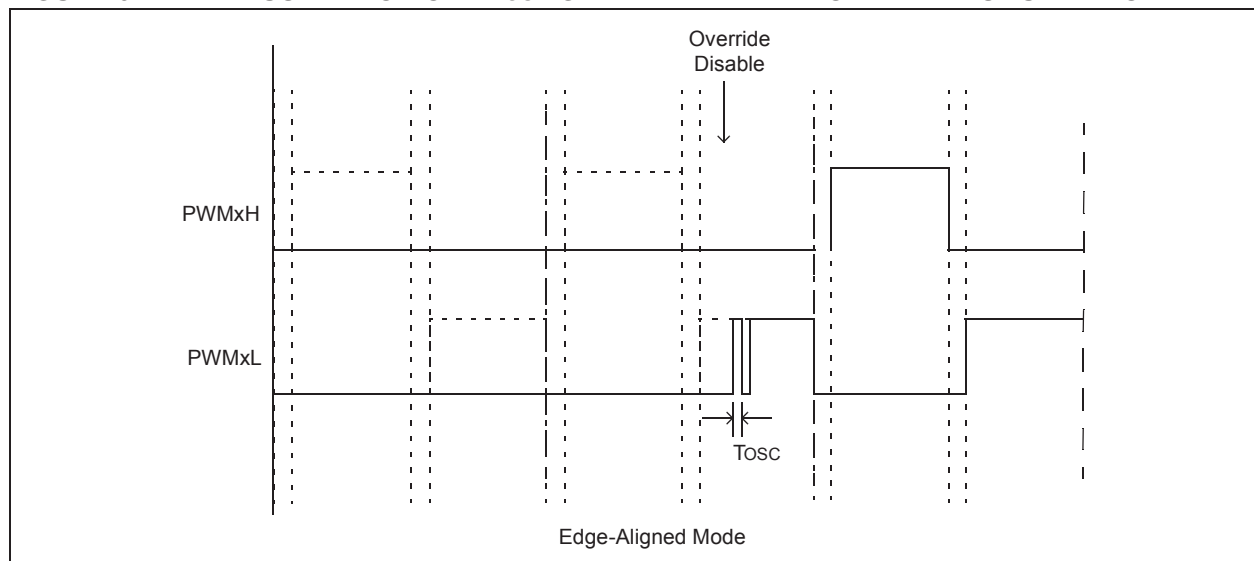 Override
Disable
PWMxH
PWMxL
TOSC
Edge-Aligned Mode